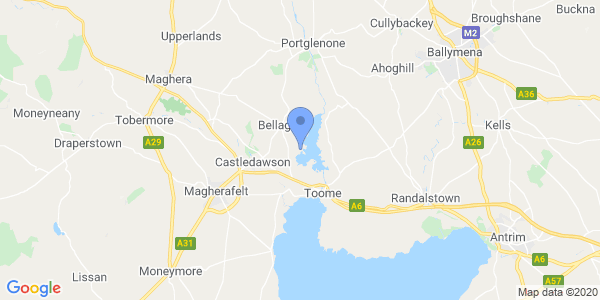 Buckna
Broughshane
Cullybackey
Upperlands
M2
Portglenone
Ballymena
Ahoghill
Maghera
A36
Moneyneany
Tobermore
Bellag
Kells
Draperstown
A29
A26
Castledawson
Magherafelt
Toome
Randalstown
A6
Antrim
A31
A6
Moneymore
Lissan
A57
Google
Map data ©2020